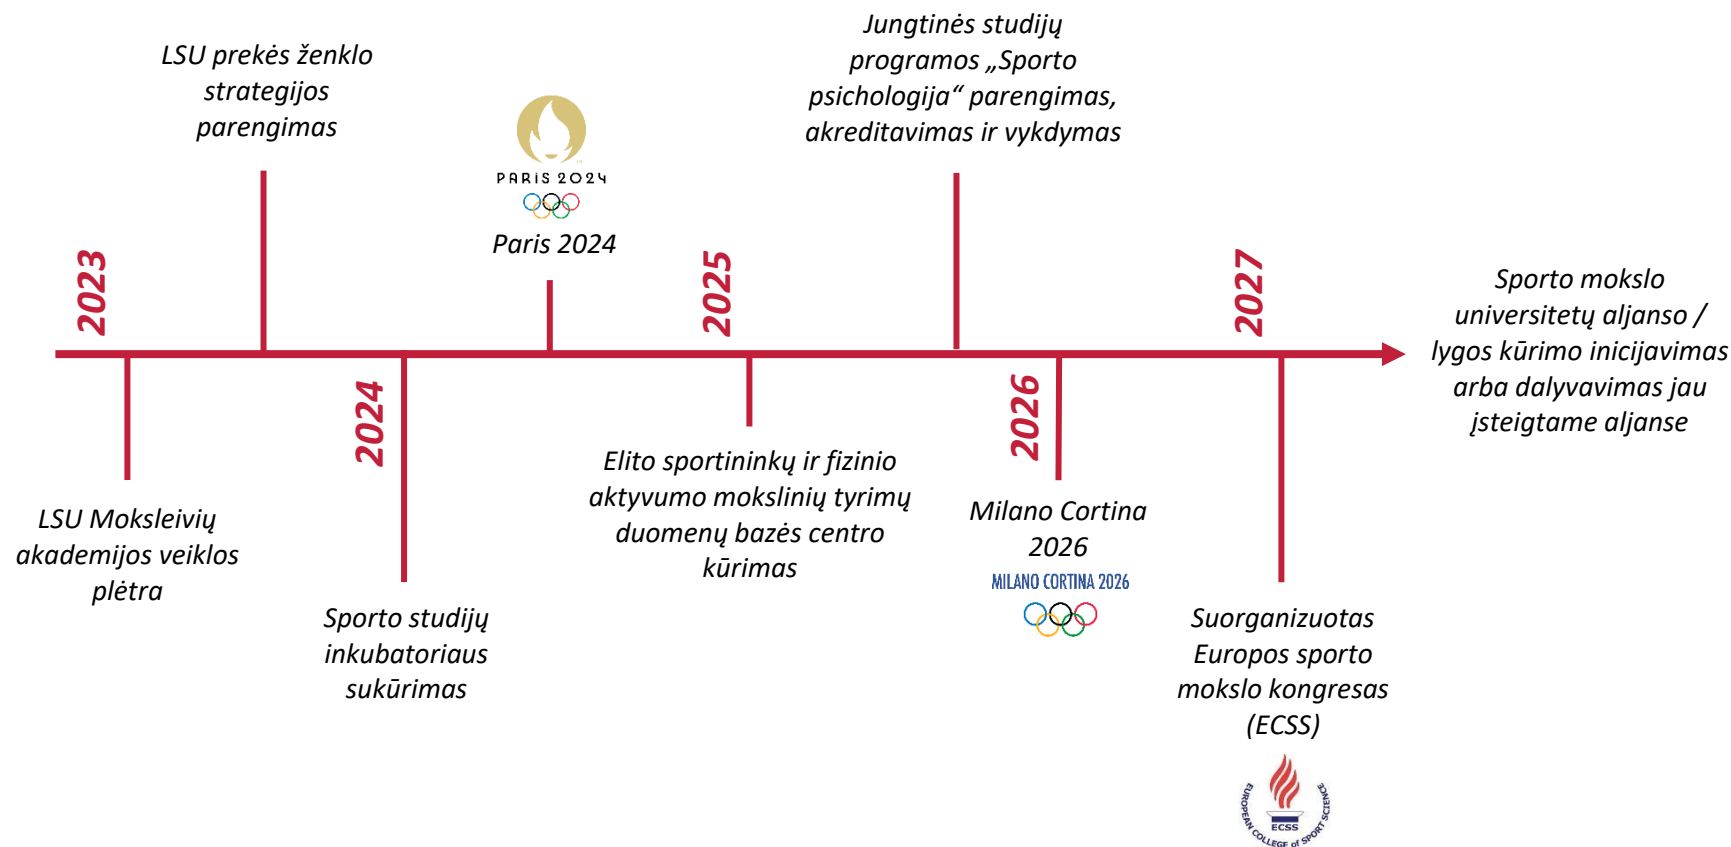 2023
LSU Moksleivių
akademijos veiklos
plėtra
LSU prekės ženklo
strategijos
parengimas
2024
Sporto studijų
inkubatoriaus
sukūrimas
PARIS 2024
Paris 2024
2025
Elito sportininkų ir fizinio
aktyvumo mokslinių tyrimų
duomenų bazės centro
kūrimas
Jungtinės studijų
programos „Sporto
psichologija“ parengimas,
akreditavimas ir vykdymas
2026
Milano Cortina
2026
MILANO CORTINA 2026
2027
Suorganizuotas
Europos sporto
mokslo kongresas
(ECSS)
ECSS
EUROPEAN COLLEGE of SPORT SCIENCE
Sporto mokslo
universitetų aljanso /
lygos kūrimo inicijavimas
arba dalyvavimas jau
įsteigtame aljanse